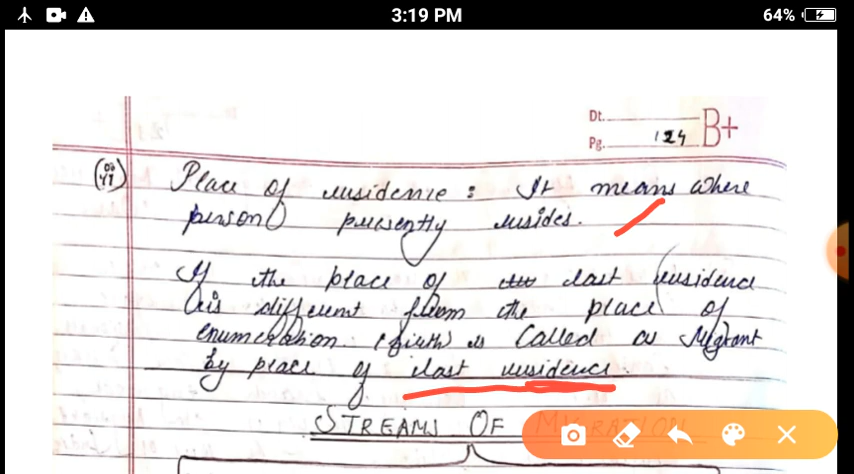 3:19 PM
64%
Dt.
Pg. 124 B+
Place of residence : It means where
person presently resides.
If the place of last residence
is different from the place of
enumeration (birth) is Called as Migrant
by place of last residence.
STREAMS OF MIGRATION